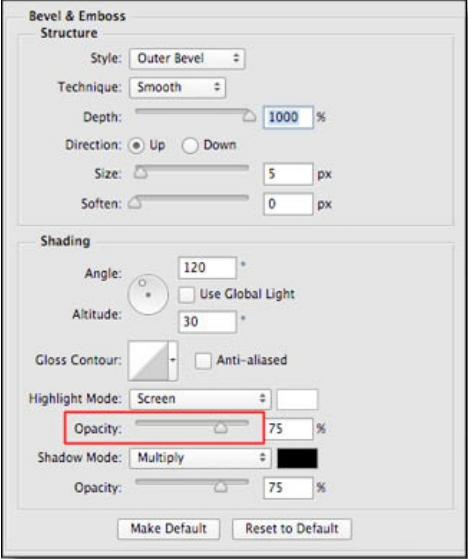 Bevel & Emboss
Structure
Style: Outer Bevel
Technique: Smooth
Depth: 1000 %
Direction: Up Down
Size: 5 px
Soften: 0 px
Shading
Angle: 120 °
Use Global Light
Altitude: 30 °
Gloss Contour: Anti-aliased
Highlight Mode: Screen
Opacity: 75 %
Shadow Mode: Multiply
Opacity: 75 %
Make Default Reset to Default